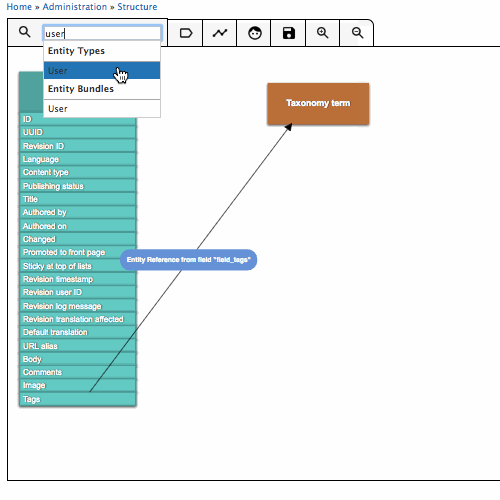 Home » Administration » Structure
user
Entity Types
User
Entity Bundles
User
ID
UUID
Revision ID
Language
Content type
Publishing status
Title
Authored by
Authored on
Changed
Promoted to front page
Sticky at top of lists
Revision timestamp
Revision user ID
Revision log message
Revision translation affected
Default translation
URL alias
Body
Comments
Image
Tags
Taxonomy term
Entity Reference from field "field_tags"